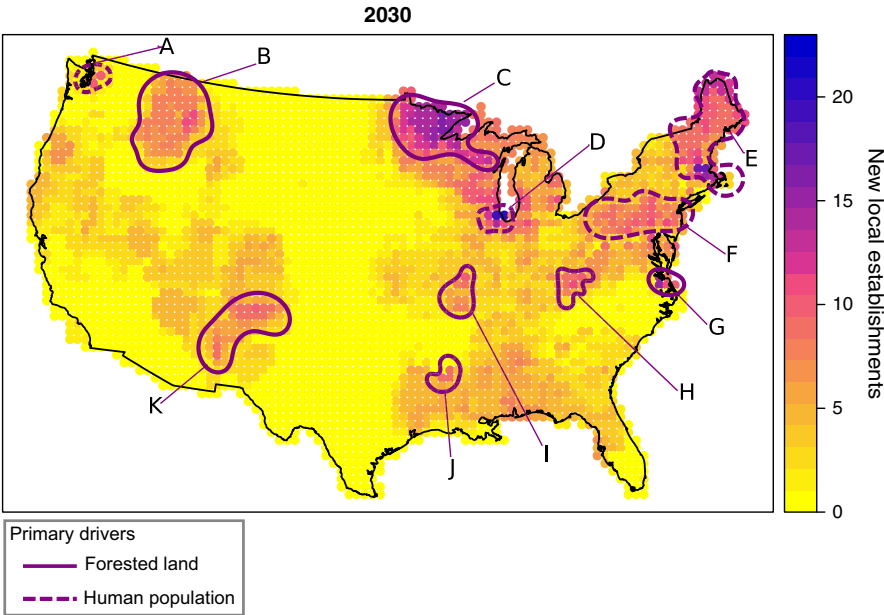 2030
A
B
C
D
E
F
G
H
I
J
K
20
15
10
5
0
New local establishments
Primary drivers
Forested land
Human population